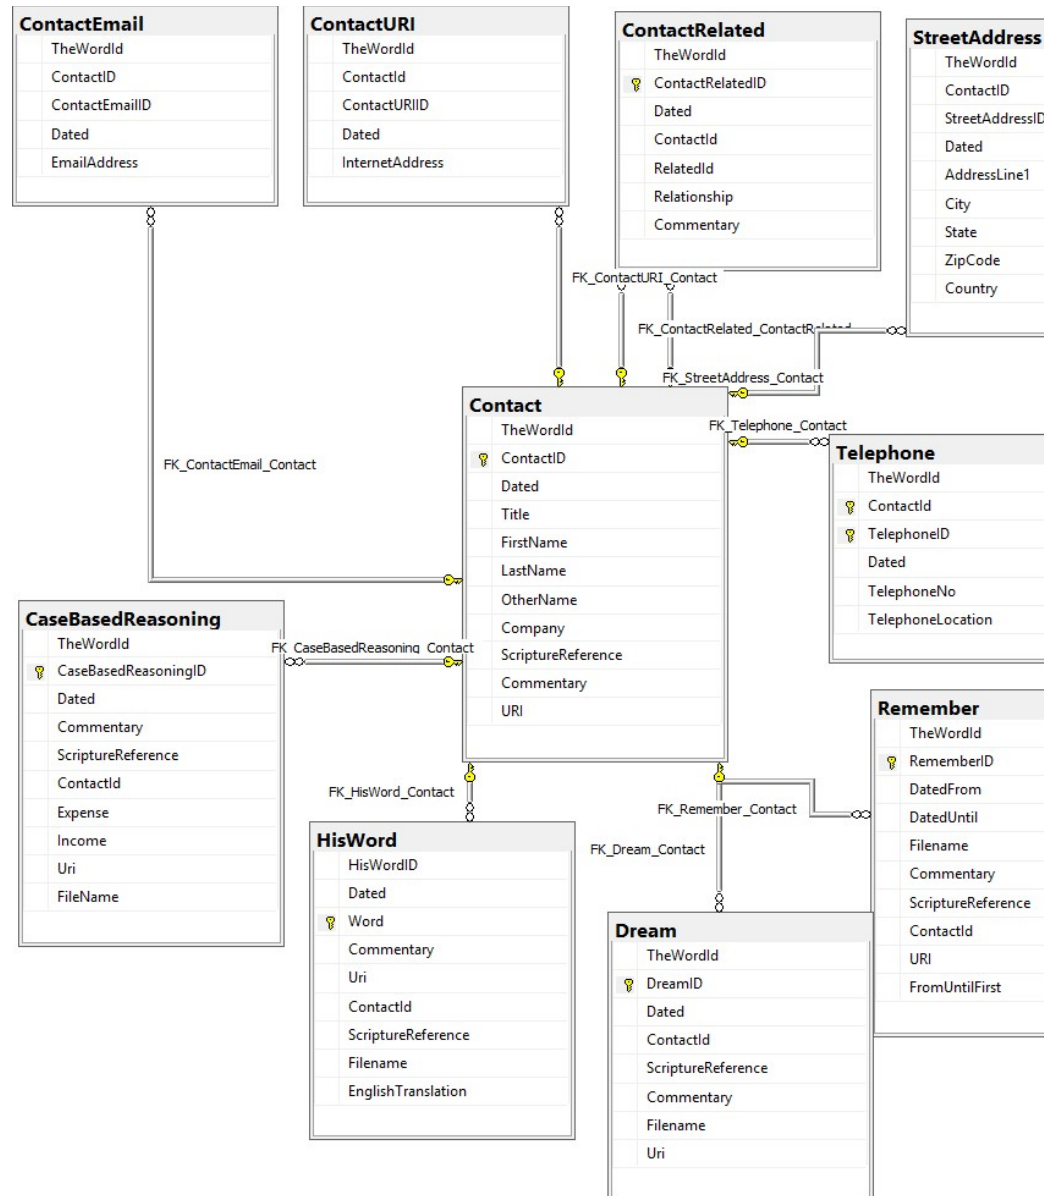 ContactEmail
TheWordId
ContactID
ContactEmailID
Dated
EmailAddress
ContactURI
TheWordId
ContactId
ContactURIID
Dated
InternetAddress
ContactRelated
TheWordId
ContactRelatedID
Dated
ContactId
RelatedId
Relationship
Commentary
StreetAddress
TheWordId
ContactID
StreetAddressID
Dated
AddressLine1
City
State
ZipCode
Country
FK_ContactURI_Contact
FK_ContactRelated_ContactRelated
FK_StreetAddress_Contact
FK_Telephone_Contact
FK_ContactEmail_Contact
Contact
TheWordId
ContactID
Dated
Title
FirstName
LastName
OtherName
Company
ScriptureReference
Commentary
URI
Telephone
TheWordId
ContactId
TelephoneID
Dated
TelephoneNo
TelephoneLocation
CaseBasedReasoning
TheWordId
CaseBasedReasoningID
Dated
Commentary
ScriptureReference
ContactId
Expense
Income
Uri
FileName
FK_CaseBasedReasoning_Contact
Remember
TheWordId
RememberID
DatedFrom
DatedUntil
Filename
Commentary
ScriptureReference
ContactId
URI
FromUntilFirst
FK_HisWord_Contact
FK_Remember_Contact
FK_Dream_Contact
HisWord
HisWordID
Dated
Word
Commentary
Uri
ContactId
ScriptureReference
Filename
EnglishTranslation
Dream
TheWordId
DreamID
Dated
ContactId
ScriptureReference
Commentary
Filename
Uri